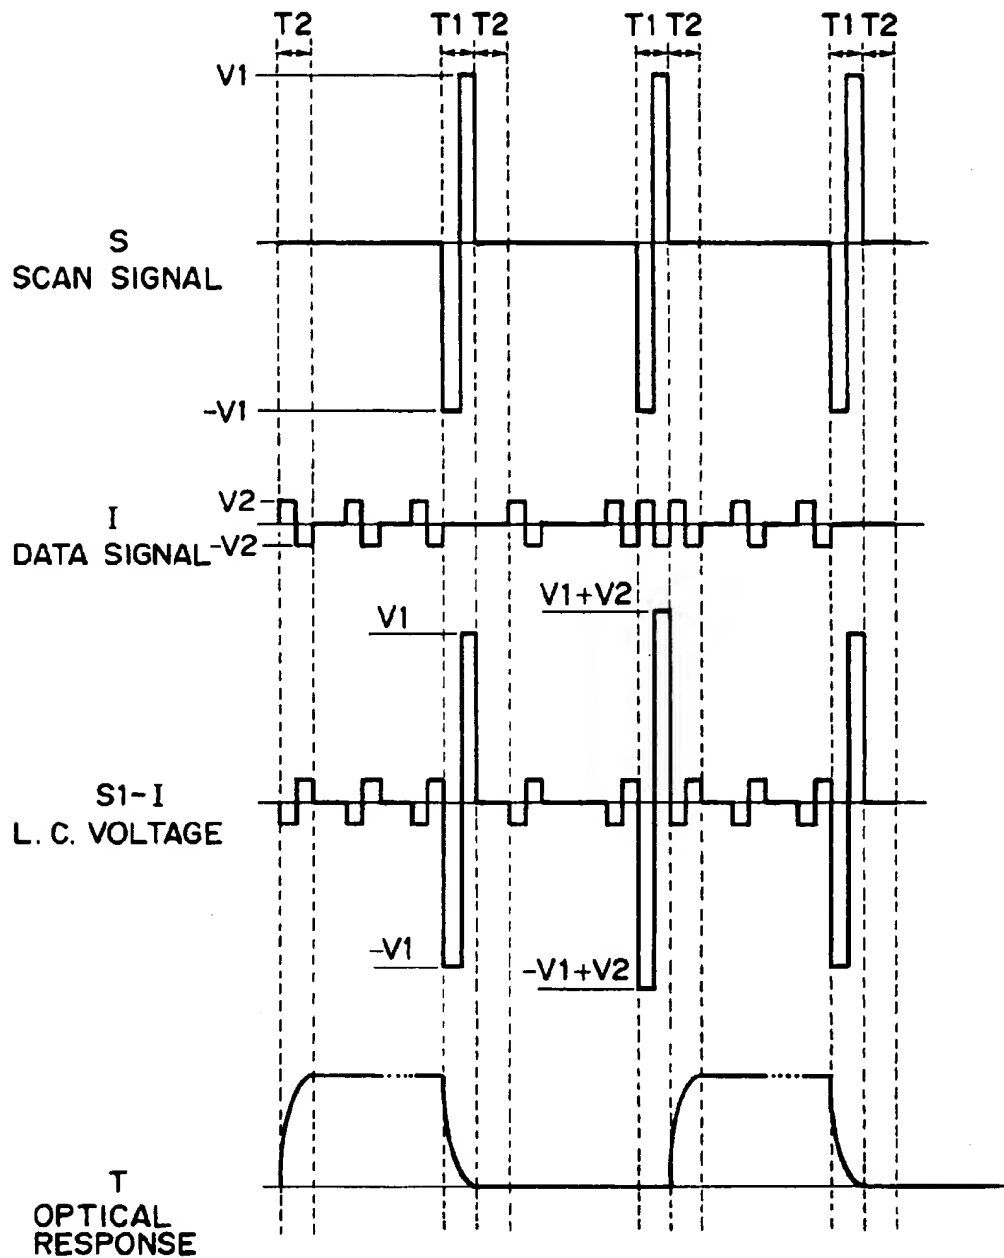 T2 T1 T2 T1 T2 T1 T2
V1
S
SCAN SIGNAL
-V1
V2
I
DATA SIGNAL
-V2
V1+V2
V1
S1-I
L. C. VOLTAGE
-V1
-V1+V2
T
OPTICAL
RESPONSE